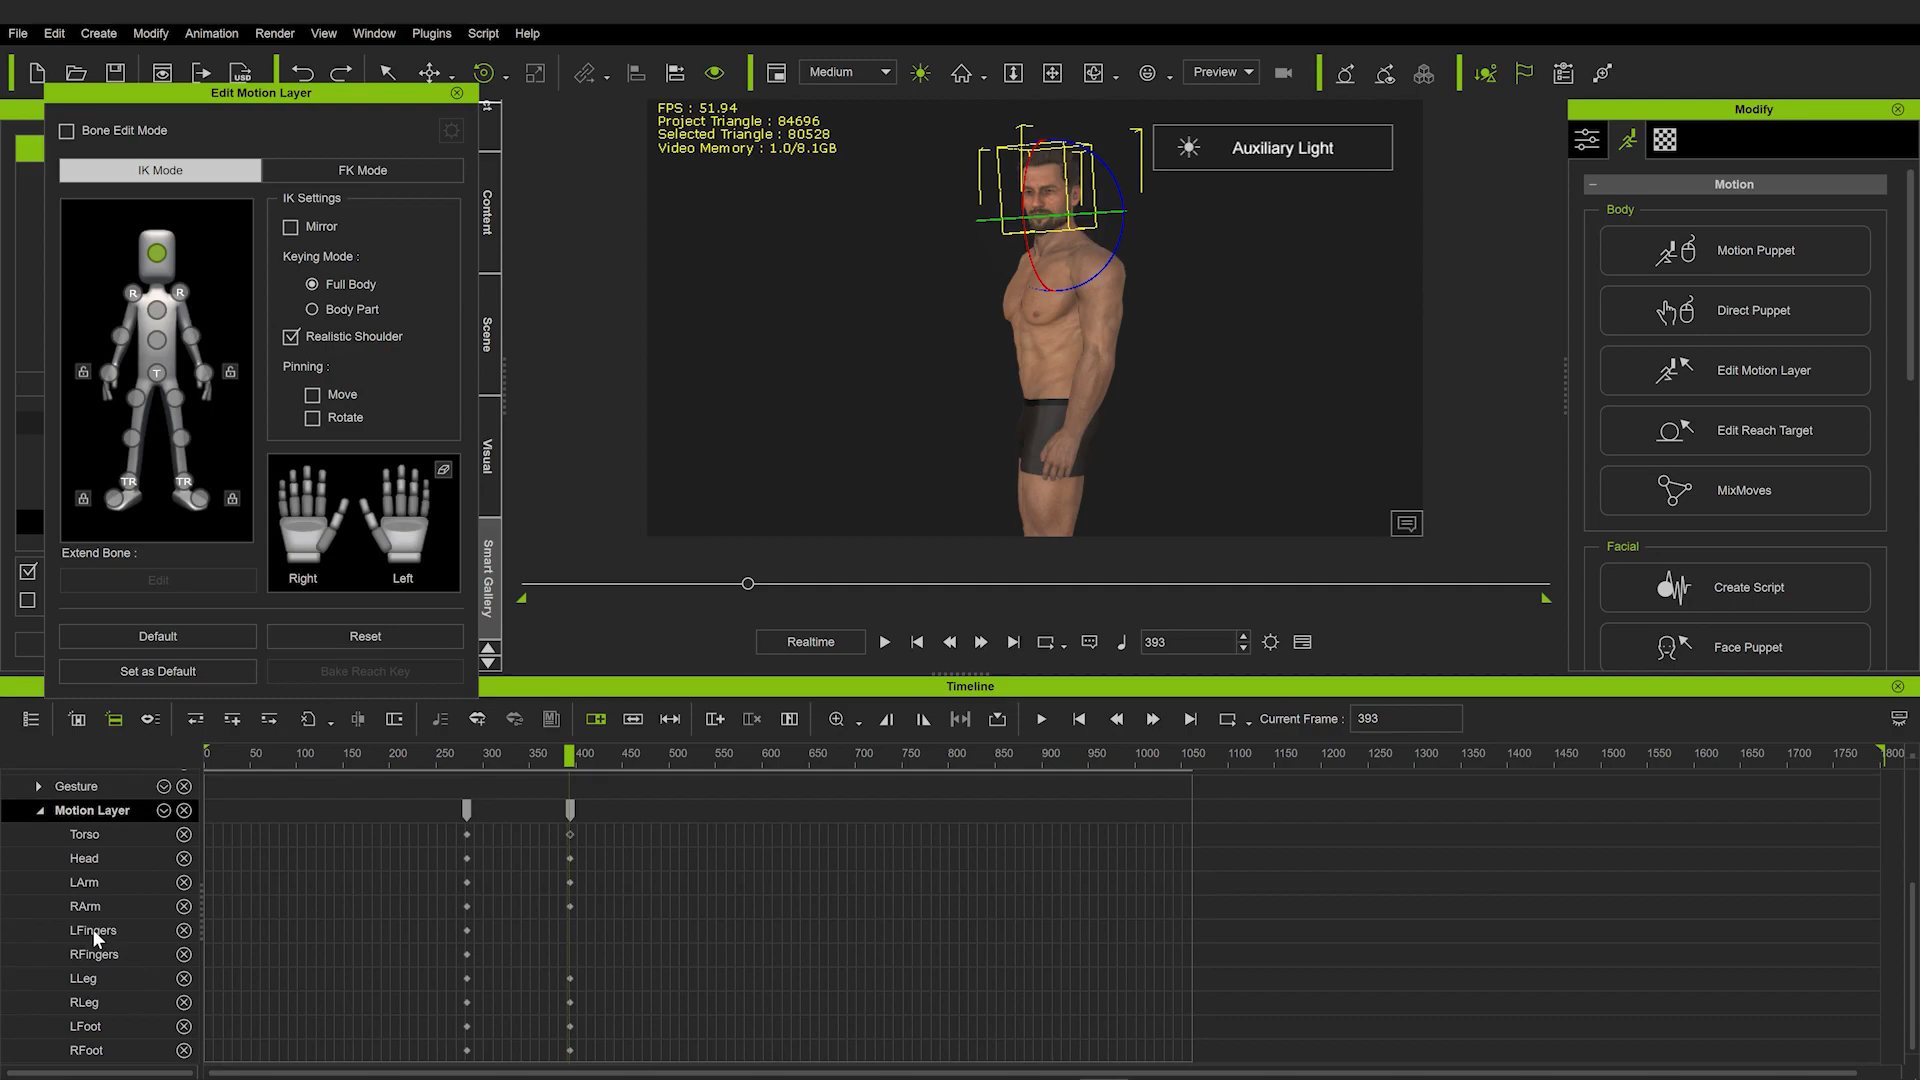 File Edit Create Modify Animation Render View Window Plugins Script Help
USD Medium Preview
Edit Motion Layer
Bone Edit Mode
IK Mode FK Mode
IK Settings
Mirror
Keying Mode :
Full Body
Body Part
Realistic Shoulder
Pinning :
Move
Rotate
R R
T
TR TR
Extend Bone :
Edit
Right Left
Default Reset
Set as Default Bake Reach Key
Content
Scene
Visual
Smart Gallery
FPS : 51.94
Project Triangle : 84696
Selected Triangle : 80528
Video Memory : 1.0/8.1GB
Auxiliary Light
Realtime 393
Modify
Motion
Body
Motion Puppet
Direct Puppet
Edit Motion Layer
Edit Reach Target
MixMoves
Facial
Create Script
Face Puppet
Timeline
Current Frame : 393
0 50 100 150 200 250 300 350 400 450 500 550 600 650 700 750 800 850 900 950 1000 1050 1100 1150 1200 1250 1300 1350 1400 1450 1500 1550 1600 1650 1700 1750 1800
Gesture
Motion Layer
Torso
Head
LArm
RArm
LFingers
RFingers
LLeg
RLeg
LFoot
RFoot